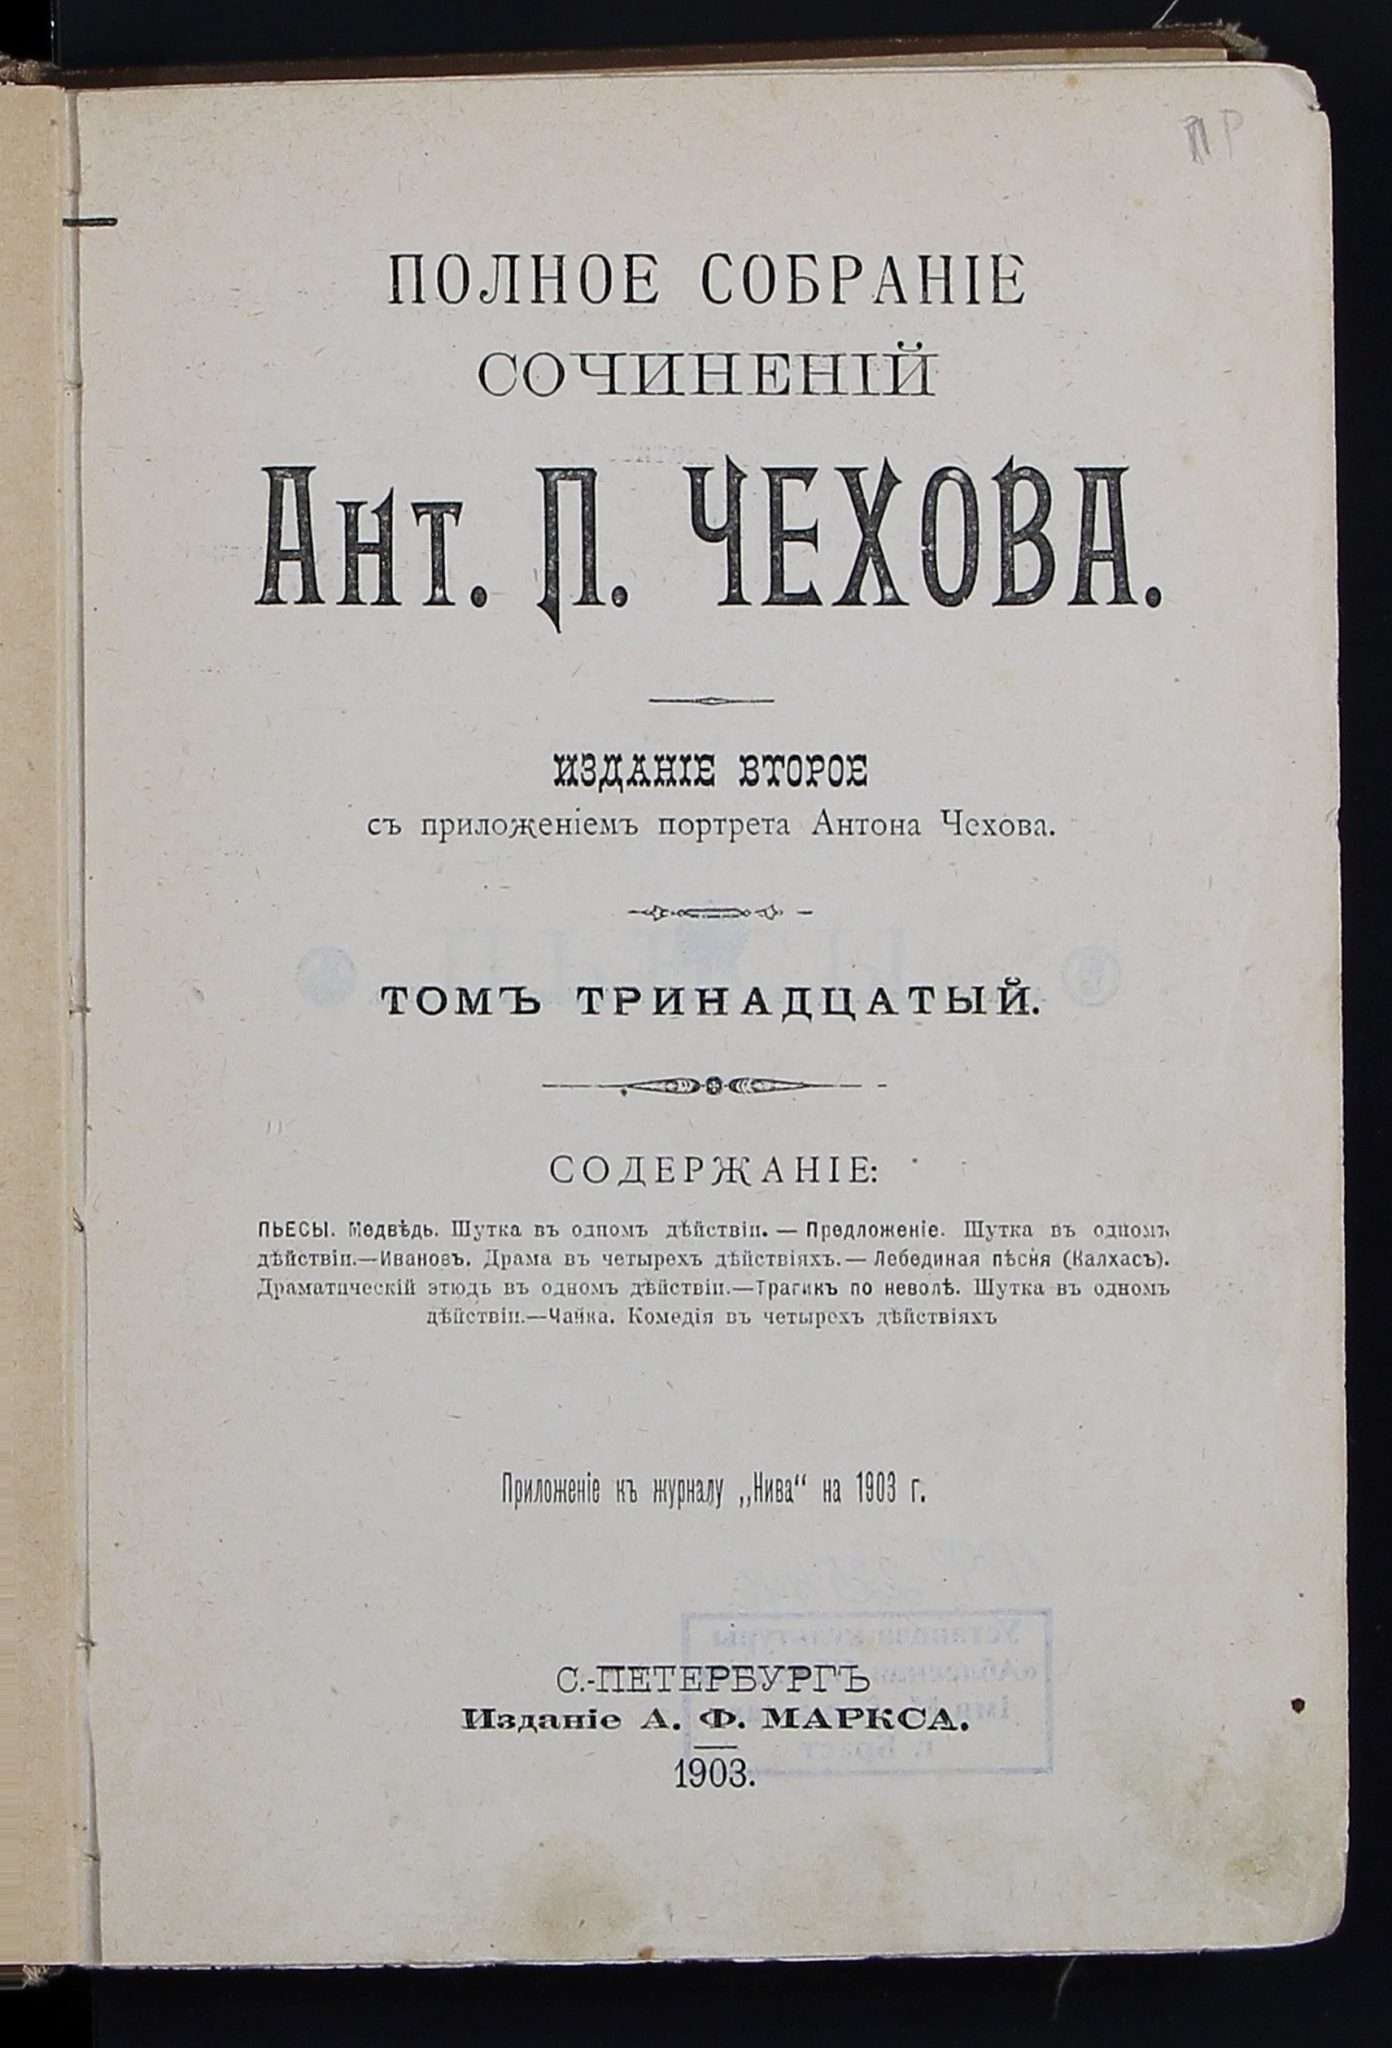 ПР
ПОЛНОЕ СОБРАНІЕ
СОЧИНЕНІЙ
Ант. П. ЧЕХОВА.
ИЗДАНІЕ ВТОРОЕ
съ приложеніемъ портрета Антона Чехова.
ТОМЪ ТРИНАДЦАТЫЙ.
СОДЕРЖАНІЕ:
ПЬЕСЫ. Медвѣдь. Шутка въ одномъ дѣйствіи. — Предложеніе. Шутка въ одномъ
дѣйствіи.—Ивановъ. Драма въ четырехъ дѣйствіяхъ.—Лебединая пѣсня (Калхасъ).
Драматическій этюдъ въ одномъ дѣйствіи.—Трагикъ по неволѣ. Шутка въ одномъ
дѣйствіи.—Чайка. Комедія въ четырехъ дѣйствіяхъ
Приложеніе къ журналу „Нива“ на 1903 г.
С.-ПЕТЕРБУРГЪ
Изданіе А. Ф. МАРКСА.
1903.